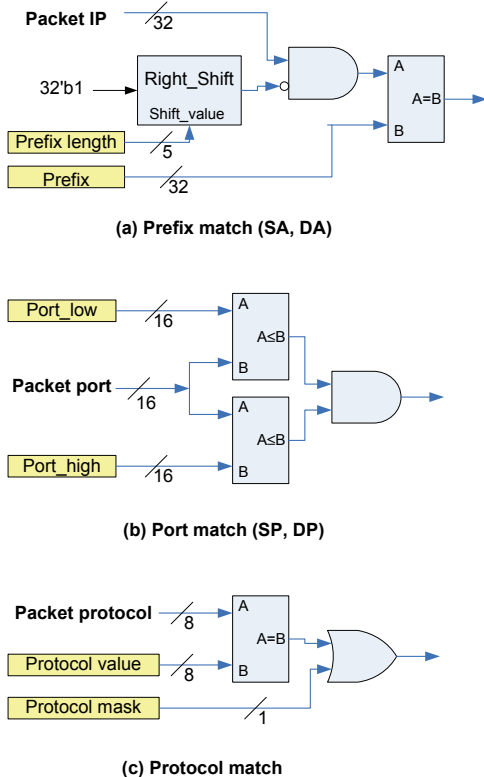 Packet IP
32
32'b1
Right_Shift
Shift_value
A
A=B
B
Prefix length
5
Prefix
32
(a) Prefix match (SA, DA)
Port_low
16
A
A≤B
B
Packet port
16
A
A≤B
B
Port_high
16
(b) Port match (SP, DP)
Packet protocol
8
A
A=B
B
Protocol value
8
Protocol mask
1
(c) Protocol match